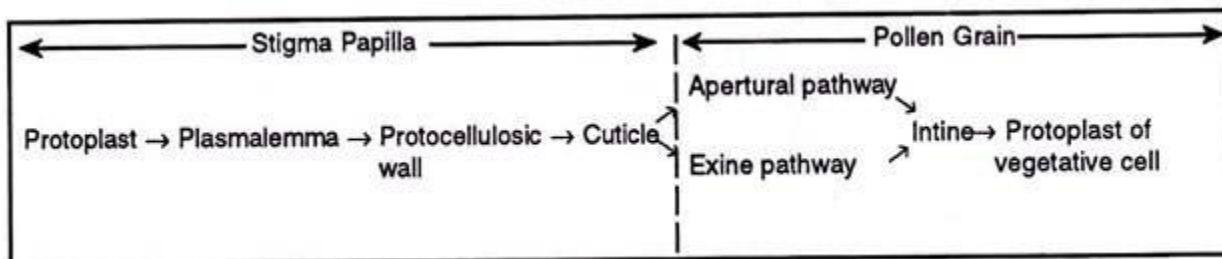 Stigma Papilla Pollen Grain
Apertural pathway
Protoplast → Plasmalemma → Protocellulosic → Cuticle Intine → Protoplast of
wall vegetative cell
Exine pathway